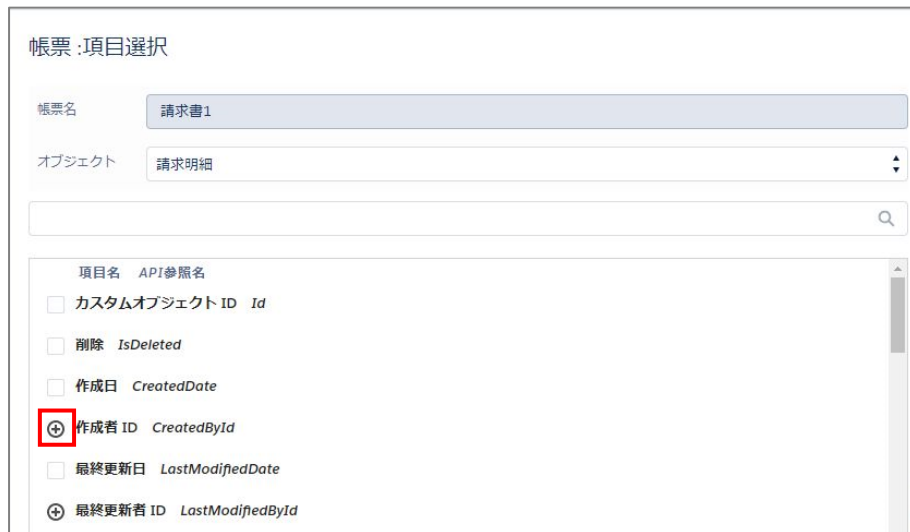 帳票 :項目選択
帳票名 請求書1
オブジェクト 請求明細
項目名 API参照名
カスタムオブジェクト ID Id
削除 IsDeleted
作成日 CreatedDate
作成者 ID CreatedById
最終更新日 LastModifiedDate
最終更新者 ID LastModifiedById